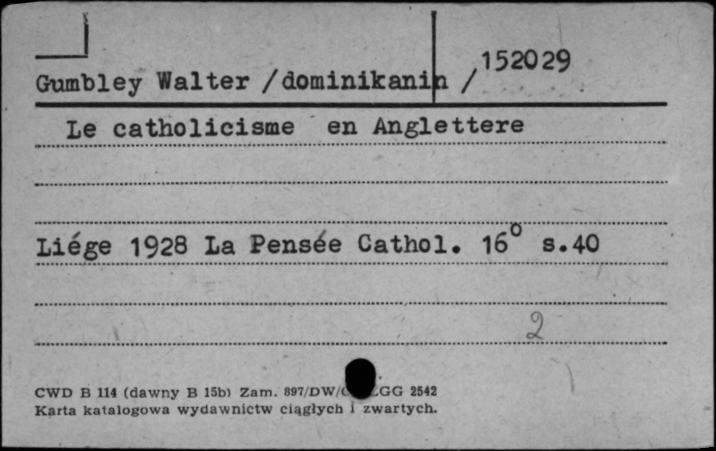 152029
Gumbley Walter /dominikanin /
Le catholicisme en Anglettere
Liége 1928 La Pensée Cathol. 16º s.40
2
CWD B 114 (dawny B 15b) Zam. 897/DW/ GG 2542
Karta katalogowa wydawnictw ciągłych i zwartych.